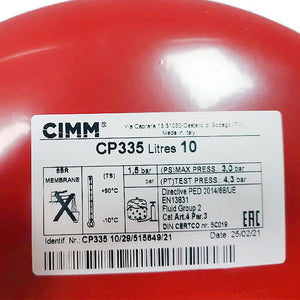 CIMM®
Via Caprera 13 31030 Castello di Godego (TV)
Made in Italy
CP335 Litres 10
SBR
MEMBRANE
(TS)
+90°C
-10°C
1,5 bar
(PS)MAX PRESS. 3,0 bar
(PT)TEST PRESS. 4,3 bar
Directive PED 2014/68/UE
EN13831
Fluid Group 2
Cat.Art.4 Par.3
DIN CERTCO nr. 5C019
EAC
Identif. Nr.: CP335 10/29/515649/21
Date 25/02/21